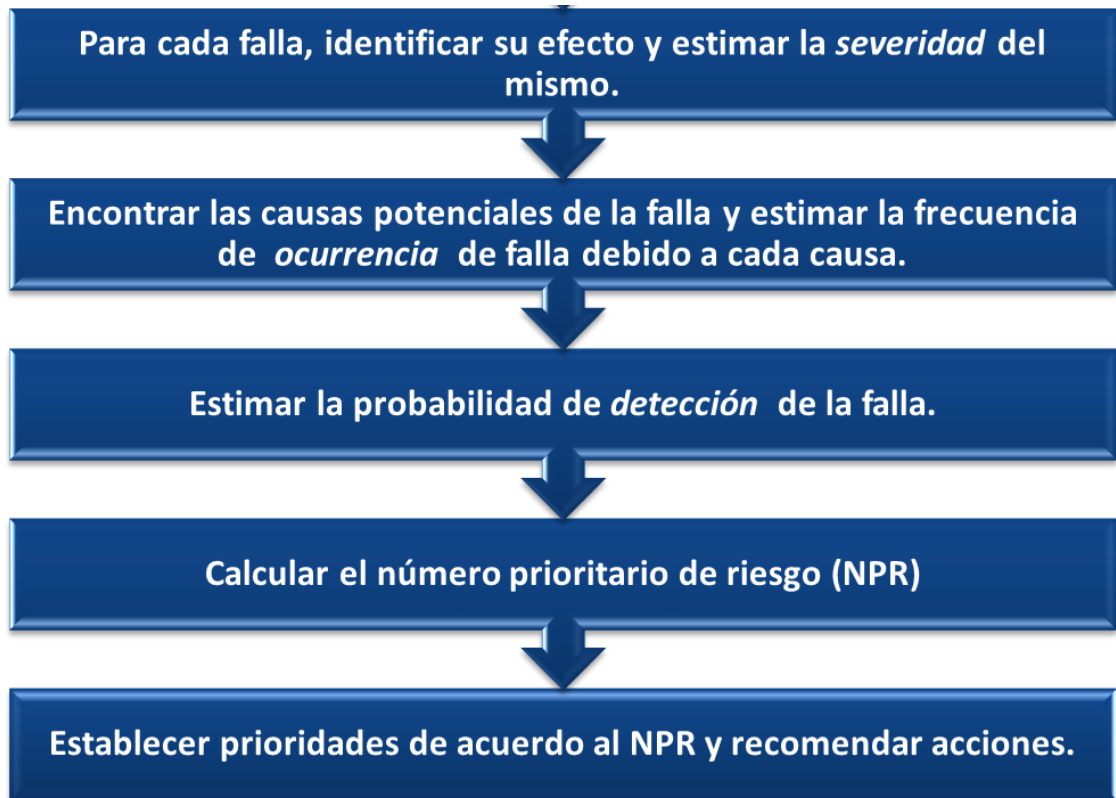 Para cada falla, identificar su efecto y estimar la severidad del
mismo.
Encontrar las causas potenciales de la falla y estimar la frecuencia
de ocurrencia de falla debido a cada causa.
Estimar la probabilidad de detección de la falla.
Calcular el número prioritario de riesgo (NPR)
Establecer prioridades de acuerdo al NPR y recomendar acciones.